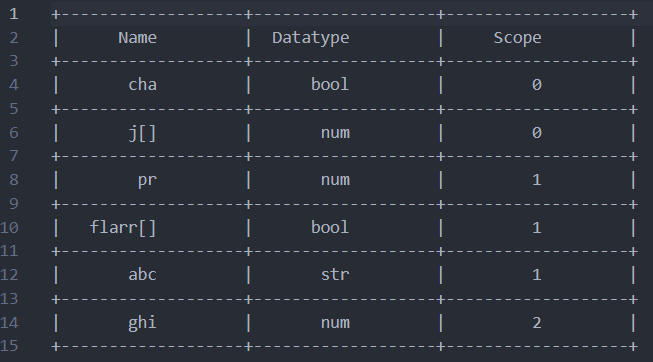 1 +-------------------+-------------------+-------------------+
2 |      Name         |  Datatype         |     Scope         |
3 +-------------------+-------------------+-------------------+
4 |       cha         |      bool         |         0         |
5 +-------------------+-------------------+-------------------+
6 |       j[]         |       num         |         0         |
7 +-------------------+-------------------+-------------------+
8 |        pr         |       num         |         1         |
9 +-------------------+-------------------+-------------------+
10 |   flarr[]         |      bool         |         1         |
11 +-------------------+-------------------+-------------------+
12 |       abc         |       str         |         1         |
13 +-------------------+-------------------+-------------------+
14 |       ghi         |       num         |         2         |
15 +-------------------+-------------------+-------------------+